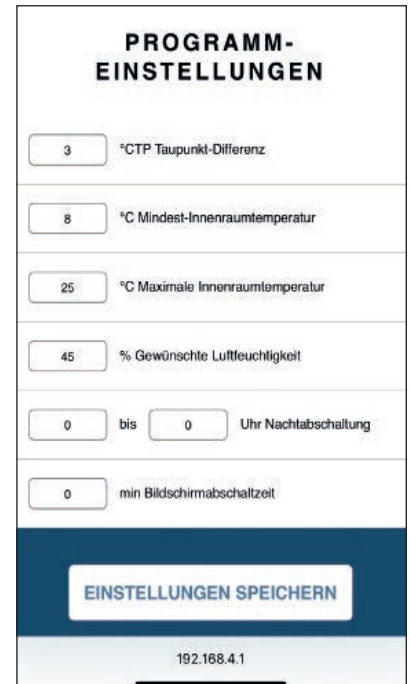 PROGRAMM-
EINSTELLUNGEN
3 °CTP Taupunkt-Differenz
8 °C Mindest-Innenraumtemperatur
25 °C Maximale Innenraumtemperatur
45 % Gewünschte Luftfeuchtigkeit
0 bis 0 Uhr Nachtabschaltung
0 min Bildschirmabschaltzeit
EINSTELLUNGEN SPEICHERN
192.168.4.1